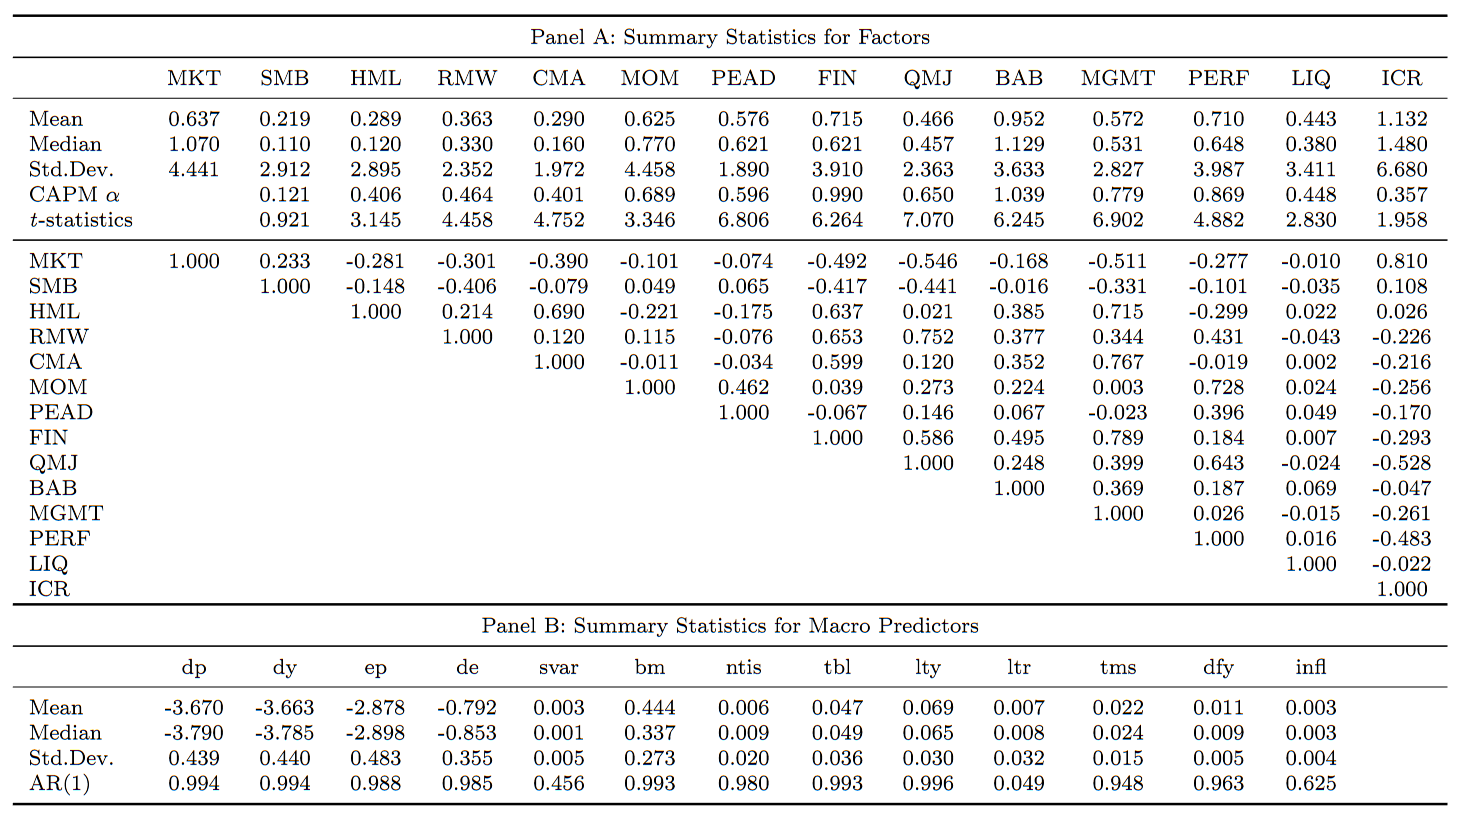 Panel A: Summary Statistics for Factors
MKT SMB HML RMW CMA MOM PEAD FIN QMJ BAB MGMT PERF LIQ ICR
Mean 0.637 0.219 0.289 0.363 0.290 0.625 0.576 0.715 0.466 0.952 0.572 0.710 0.443 1.132
Median 1.070 0.110 0.120 0.330 0.160 0.770 0.621 0.621 0.457 1.129 0.531 0.648 0.380 1.480
Std.Dev. 4.441 2.912 2.895 2.352 1.972 4.458 1.890 3.910 2.363 3.633 2.827 3.987 3.411 6.680
CAPM α 0.121 0.406 0.464 0.401 0.689 0.596 0.990 0.650 1.039 0.779 0.869 0.448 0.357
t-statistics 0.921 3.145 4.458 4.752 3.346 6.806 6.264 7.070 6.245 6.902 4.882 2.830 1.958
MKT 1.000 0.233 -0.281 -0.301 -0.390 -0.101 -0.074 -0.492 -0.546 -0.168 -0.511 -0.277 -0.010 0.810
SMB 1.000 -0.148 -0.406 -0.079 0.049 0.065 -0.417 -0.441 -0.016 -0.331 -0.101 -0.035 0.108
HML 1.000 0.214 0.690 -0.221 -0.175 0.637 0.021 0.385 0.715 -0.299 0.022 0.026
RMW 1.000 0.120 0.115 -0.076 0.653 0.752 0.377 0.344 0.431 -0.043 -0.226
CMA 1.000 -0.011 -0.034 0.599 0.120 0.352 0.767 -0.019 0.002 -0.216
MOM 1.000 0.462 0.039 0.273 0.224 0.003 0.728 0.024 -0.256
PEAD 1.000 -0.067 0.146 0.067 -0.023 0.396 0.049 -0.170
FIN 1.000 0.586 0.495 0.789 0.184 0.007 -0.293
QMJ 1.000 0.248 0.399 0.643 -0.024 -0.528
BAB 1.000 0.369 0.187 0.069 -0.047
MGMT 1.000 0.026 -0.015 -0.261
PERF 1.000 0.016 -0.483
LIQ 1.000 -0.022
ICR 1.000
Panel B: Summary Statistics for Macro Predictors
dp dy ep de svar bm ntis tbl lty ltr tms dfy infl
Mean -3.670 -3.663 -2.878 -0.792 0.003 0.444 0.006 0.047 0.069 0.007 0.022 0.011 0.003
Median -3.790 -3.785 -2.898 -0.853 0.001 0.337 0.009 0.049 0.065 0.008 0.024 0.009 0.003
Std.Dev. 0.439 0.440 0.483 0.355 0.005 0.273 0.020 0.036 0.030 0.032 0.015 0.005 0.004
AR(1) 0.994 0.994 0.988 0.985 0.456 0.993 0.980 0.993 0.996 0.049 0.948 0.963 0.625